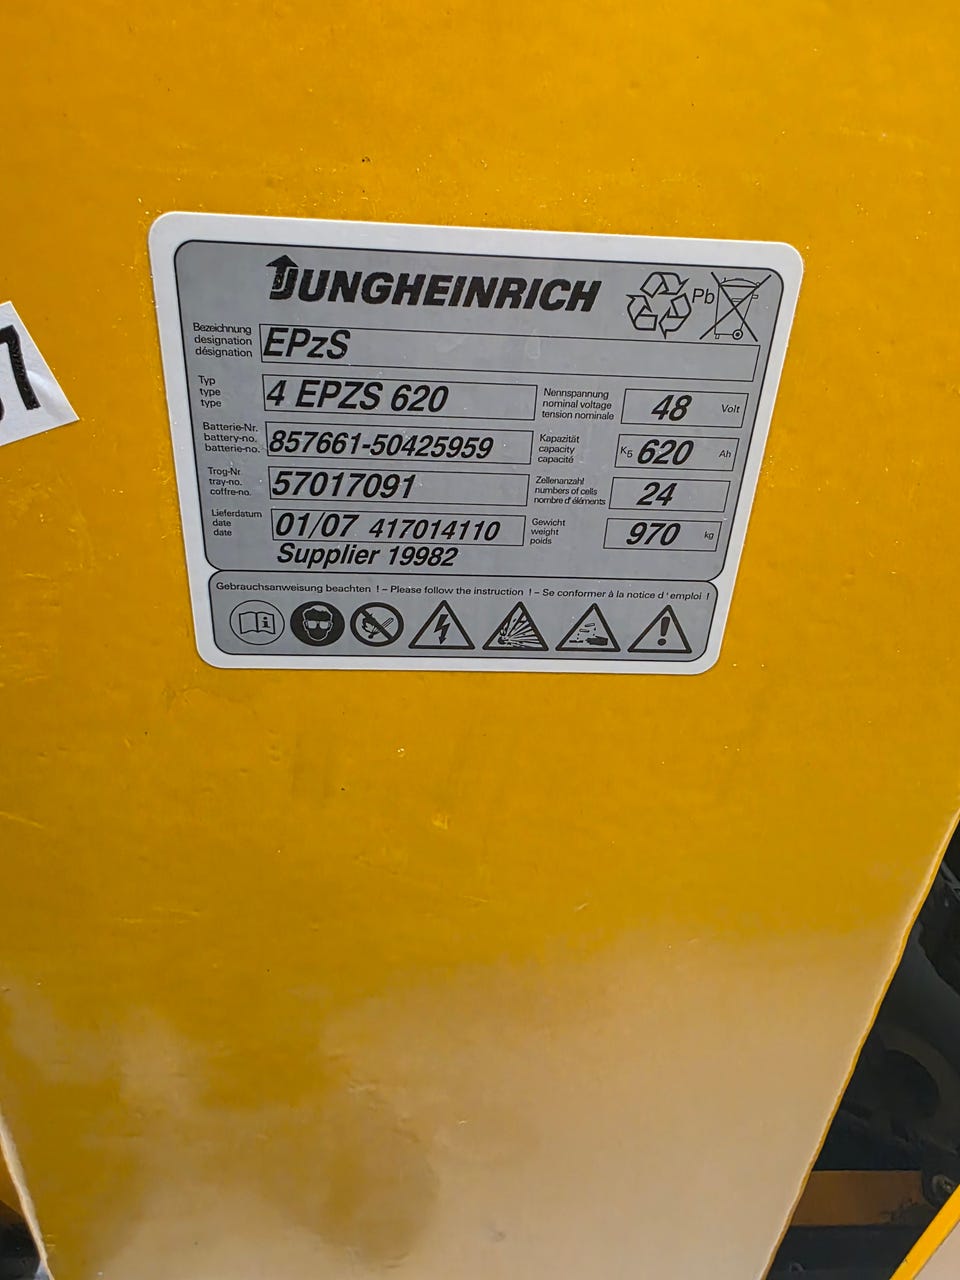 JUNGHEINRICH
Pb
Bezeichnung
designation
désignation
EPzS
Typ
type
type
4 EPZS 620
Nennspannung
nominal voltage
tension nominale
48 Volt
Batterie-Nr.
battery-no.
batterie-no.
857661-50425959
Kapazität
capacity
capacité
K5 620 Ah
Trog-Nr.
tray-no.
coffre-no.
57017091
Zellenanzahl
numbers of cells
nombre d' éléments
24
Lieferdatum
date
date
01/07 417014110
Gewicht
weight
poids
970 kg
Supplier 19982
Gebrauchsanweisung beachten ! – Please follow the instruction ! – Se conformer à la notice d'emploi !